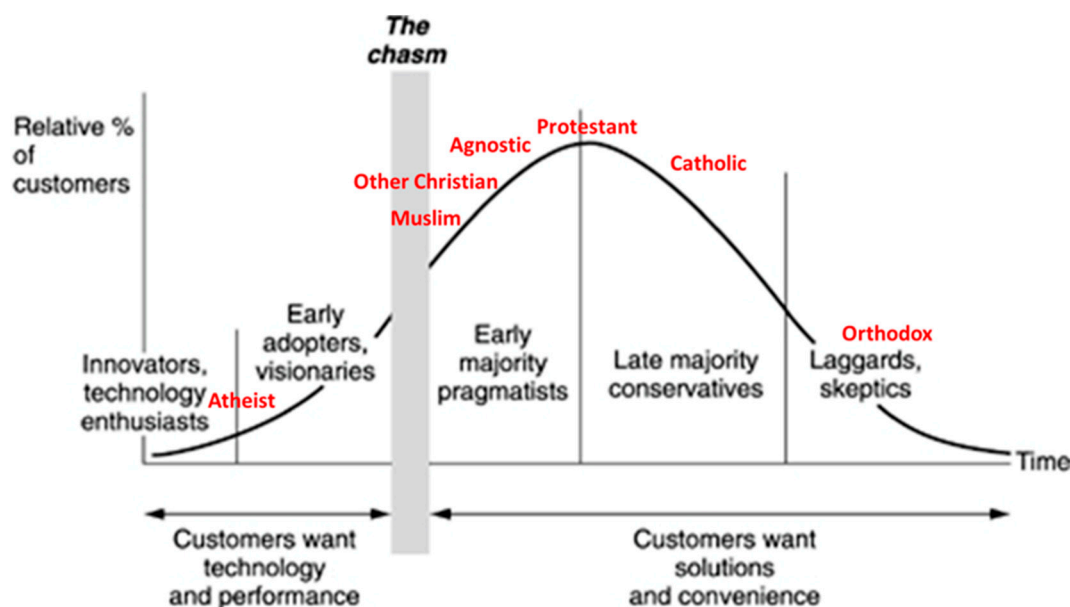 The
chasm
Relative %
of
customers
Protestant
Agnostic
Catholic
Other Christian
Muslim
Early
adopters,
visionaries
Innovators,
technology
enthusiasts
Atheist
Early
majority
pragmatists
Late majority
conservatives
Orthodox
Laggards,
skeptics
Time
Customers want
technology
and performance
Customers want
solutions
and convenience